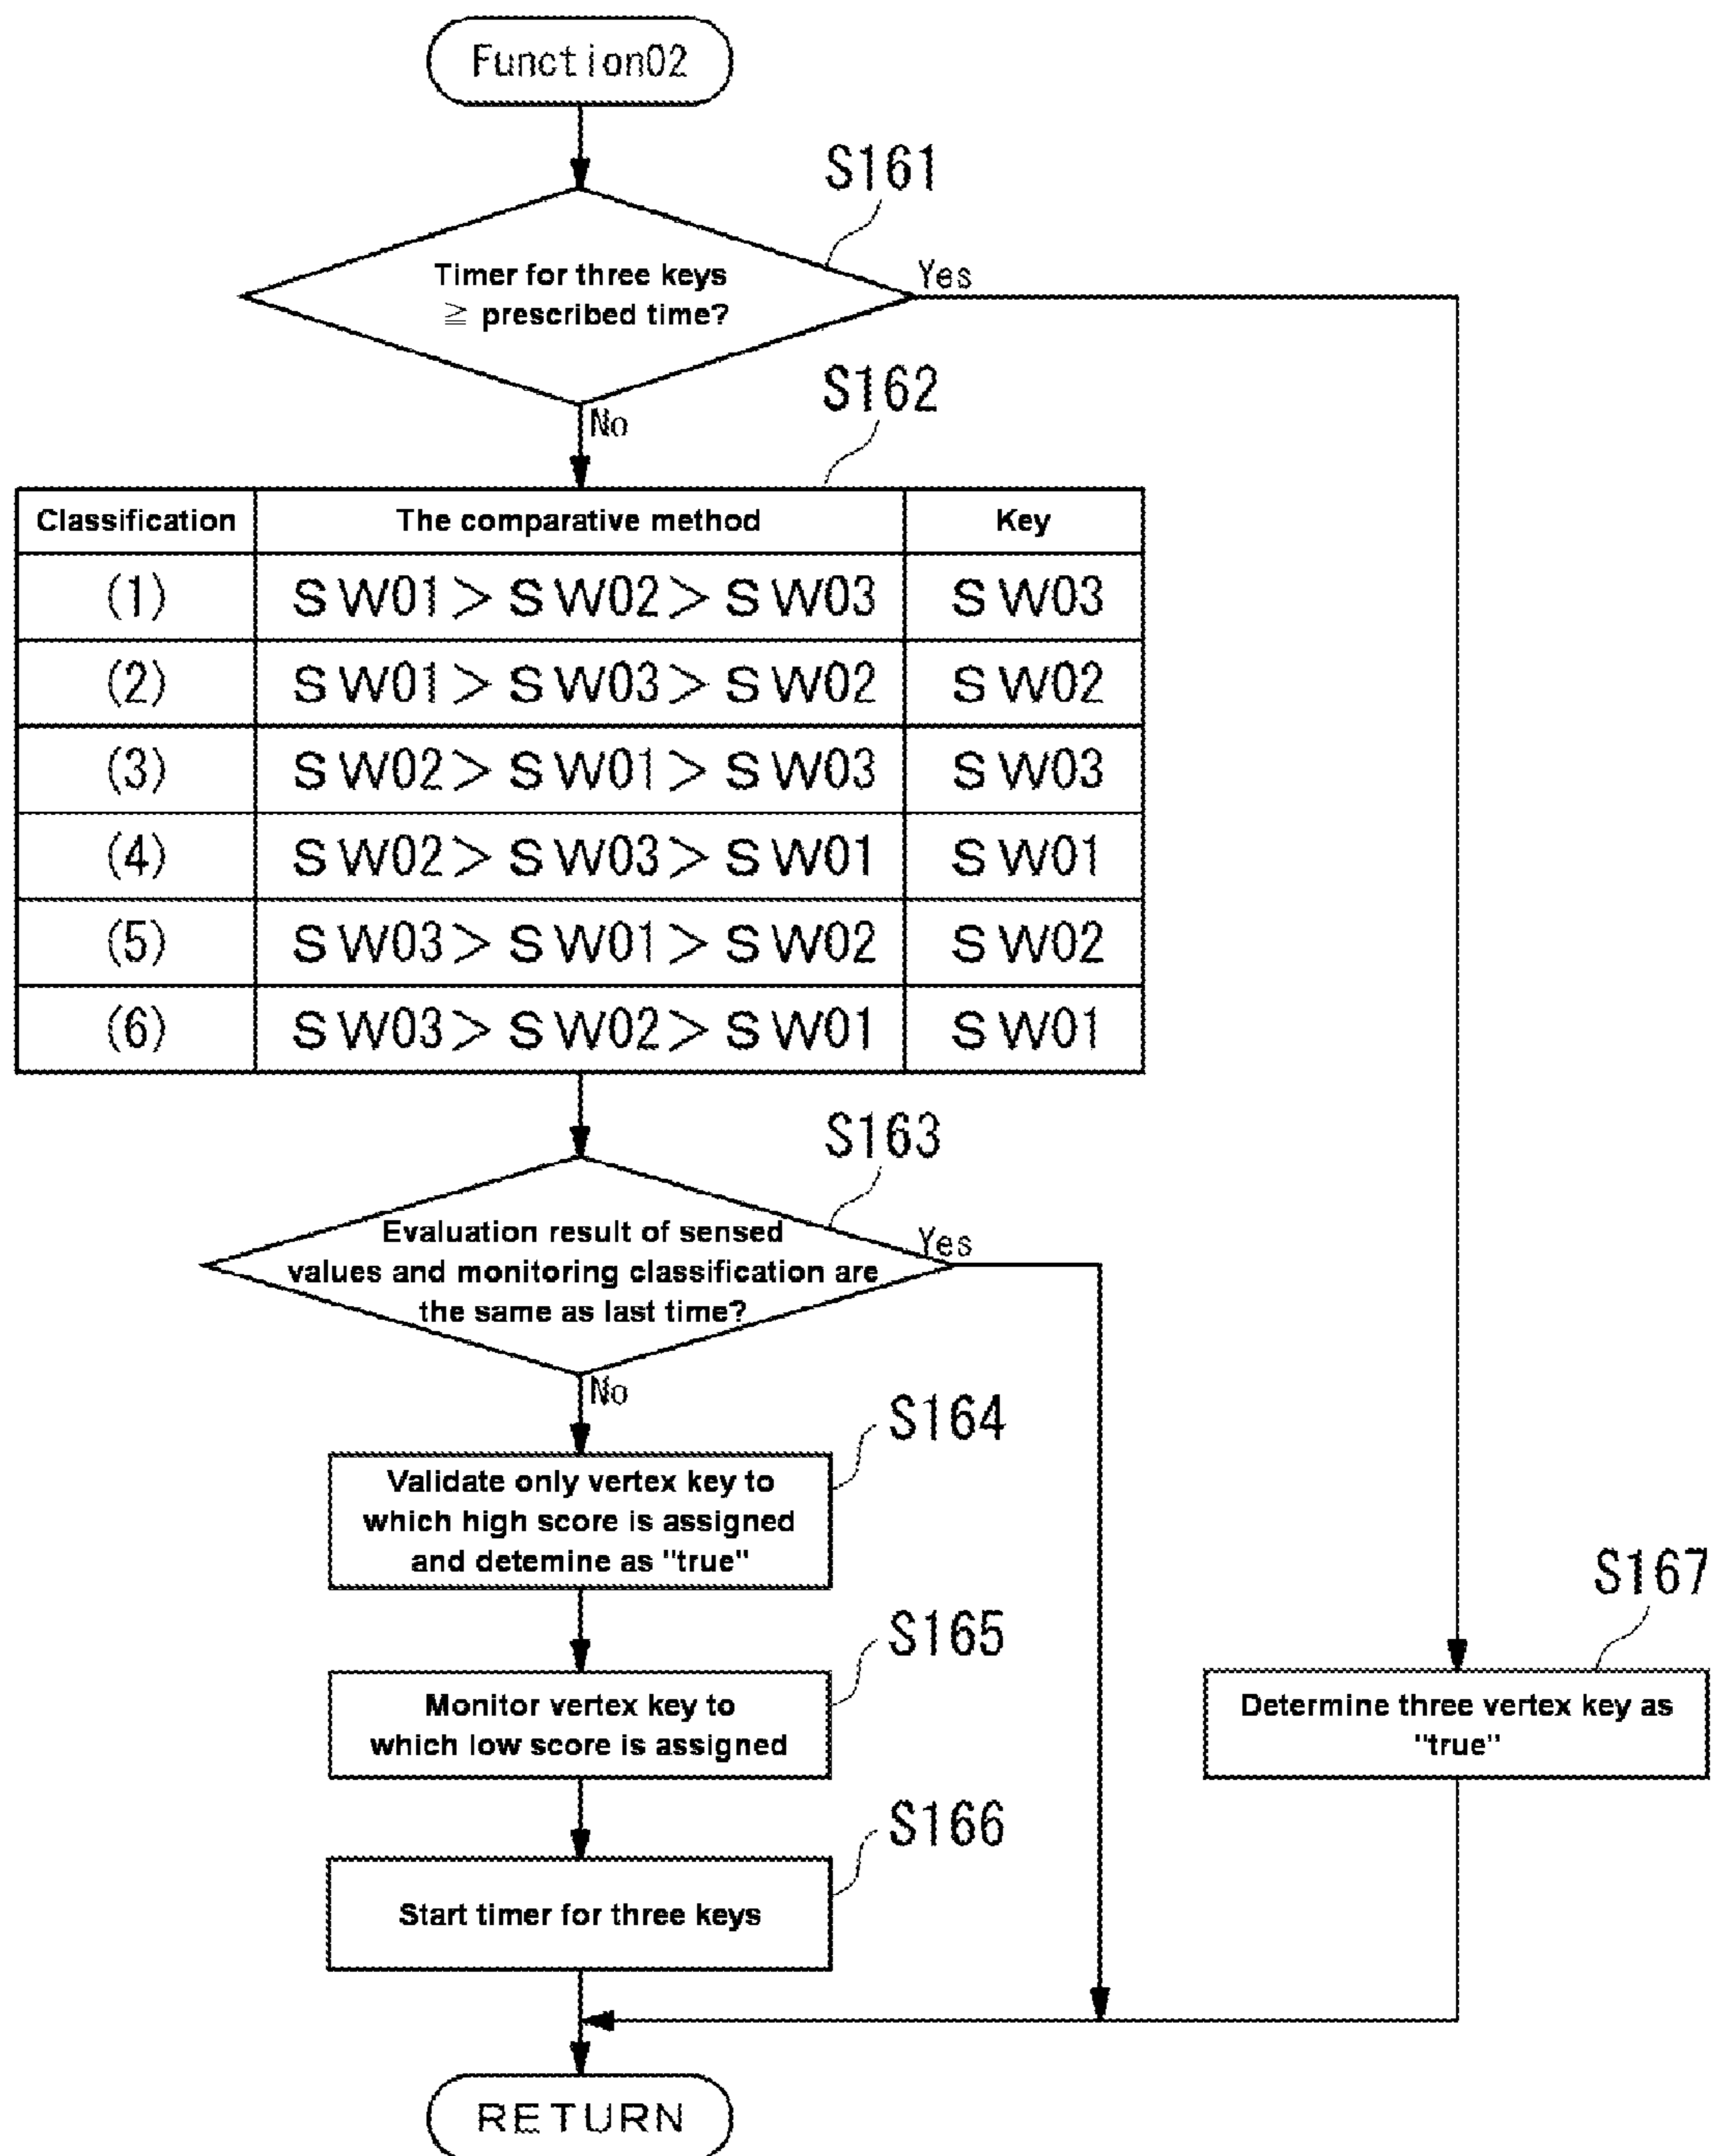 Function02
S161
Timer for three keys
≧ prescribed time?
Yes
No
S162
Classification The comparative method Key
(1) SW01>SW02>SW03 SW03
(2) SW01>SW03>SW02 SW02
(3) SW02>SW01>SW03 SW03
(4) SW02>SW03>SW01 SW01
(5) SW03>SW01>SW02 SW02
(6) SW03>SW02>SW01 SW01
S163
Evaluation result of sensed
values and monitoring classification are
the same as last time?
Yes
No
S164
Validate only vertex key to
which high score is assigned
and detemine as "true"
S165
Monitor vertex key to
which low score is assigned
S166
Start timer for three keys
S167
Determine three vertex key as
"true"
RETURN